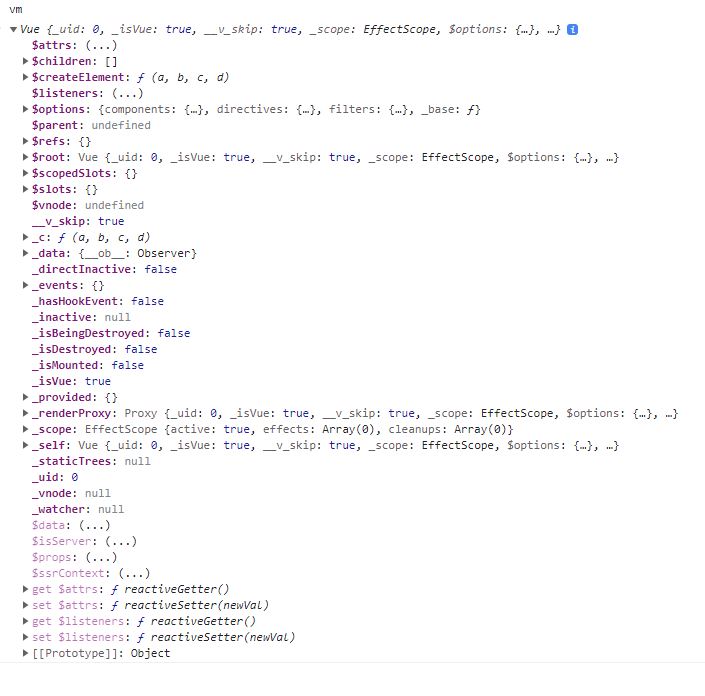 vm
Vue {_uid: 0, _isVue: true, __v_skip: true, _scope: EffectScope, $options: {…}, …} i
$attrs: (...)
$children: []
$createElement: ƒ (a, b, c, d)
$listeners: (...)
$options: {components: {…}, directives: {…}, filters: {…}, _base: ƒ}
$parent: undefined
$refs: {}
$root: Vue {_uid: 0, _isVue: true, __v_skip: true, _scope: EffectScope, $options: {…}, …}
$scopedSlots: {}
$slots: {}
$vnode: undefined
__v_skip: true
_c: ƒ (a, b, c, d)
_data: {__ob__: Observer}
_directInactive: false
_events: {}
_hasHookEvent: false
_inactive: null
_isBeingDestroyed: false
_isDestroyed: false
_isMounted: false
_isVue: true
_provided: {}
_renderProxy: Proxy {_uid: 0, _isVue: true, __v_skip: true, _scope: EffectScope, $options: {…}, …}
_scope: EffectScope {active: true, effects: Array(0), cleanups: Array(0)}
_self: Vue {_uid: 0, _isVue: true, __v_skip: true, _scope: EffectScope, $options: {…}, …}
_staticTrees: null
_uid: 0
_vnode: null
_watcher: null
$data: (...)
$isServer: (...)
$props: (...)
$ssrContext: (...)
get $attrs: ƒ reactiveGetter()
set $attrs: ƒ reactiveSetter(newVal)
get $listeners: ƒ reactiveGetter()
set $listeners: ƒ reactiveSetter(newVal)
[[Prototype]]: Object